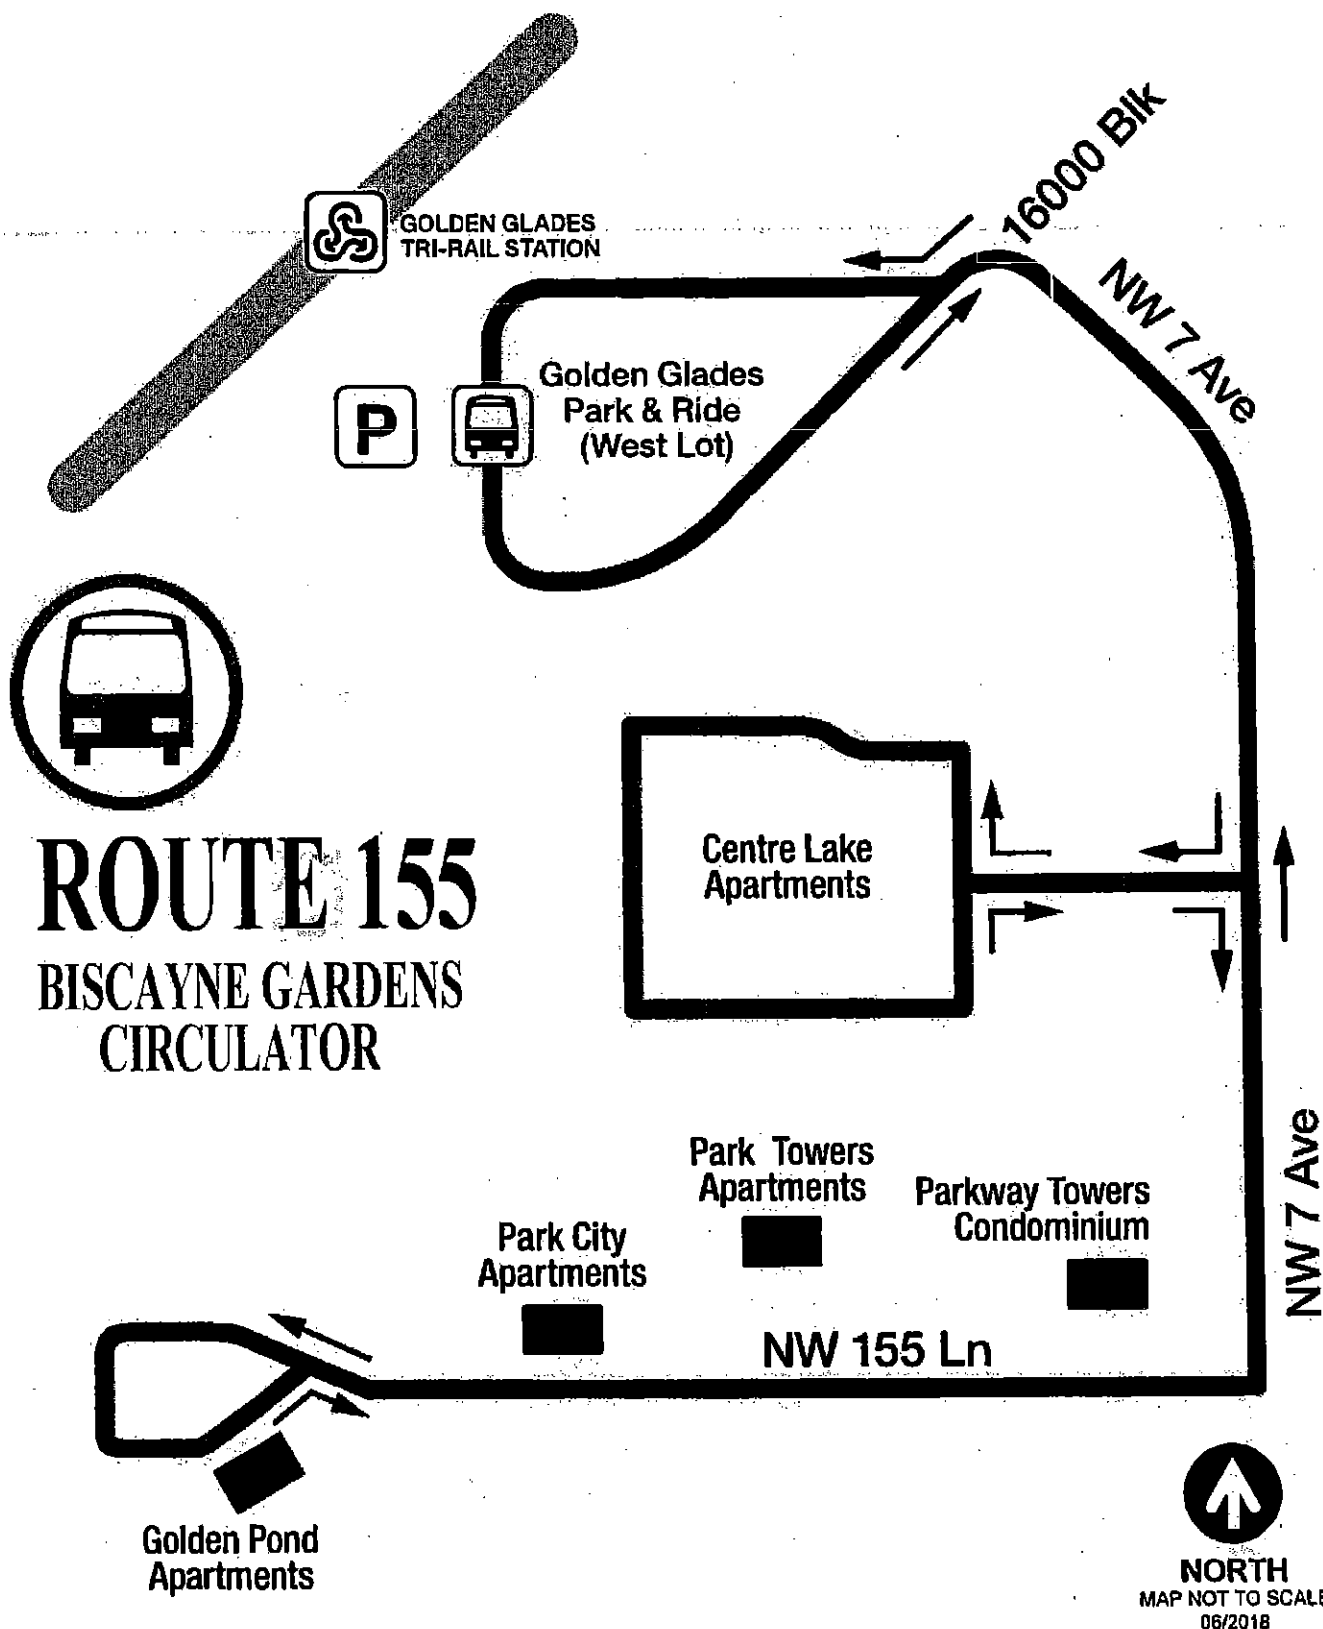 16000 Blk
GOLDEN GLADES
TRI-RAIL STATION
NW 7 Ave
Golden Glades
Park & Ride
(West Lot)
P
ROUTE 155
BISCAYNE GARDENS
CIRCULATOR
Centre Lake
Apartments
Park Towers
Apartments
Parkway Towers
Condominium
NW 7 Ave
Park City
Apartments
NW 155 Ln
Golden Pond
Apartments
NORTH
MAP NOT TO SCALE
06/2018